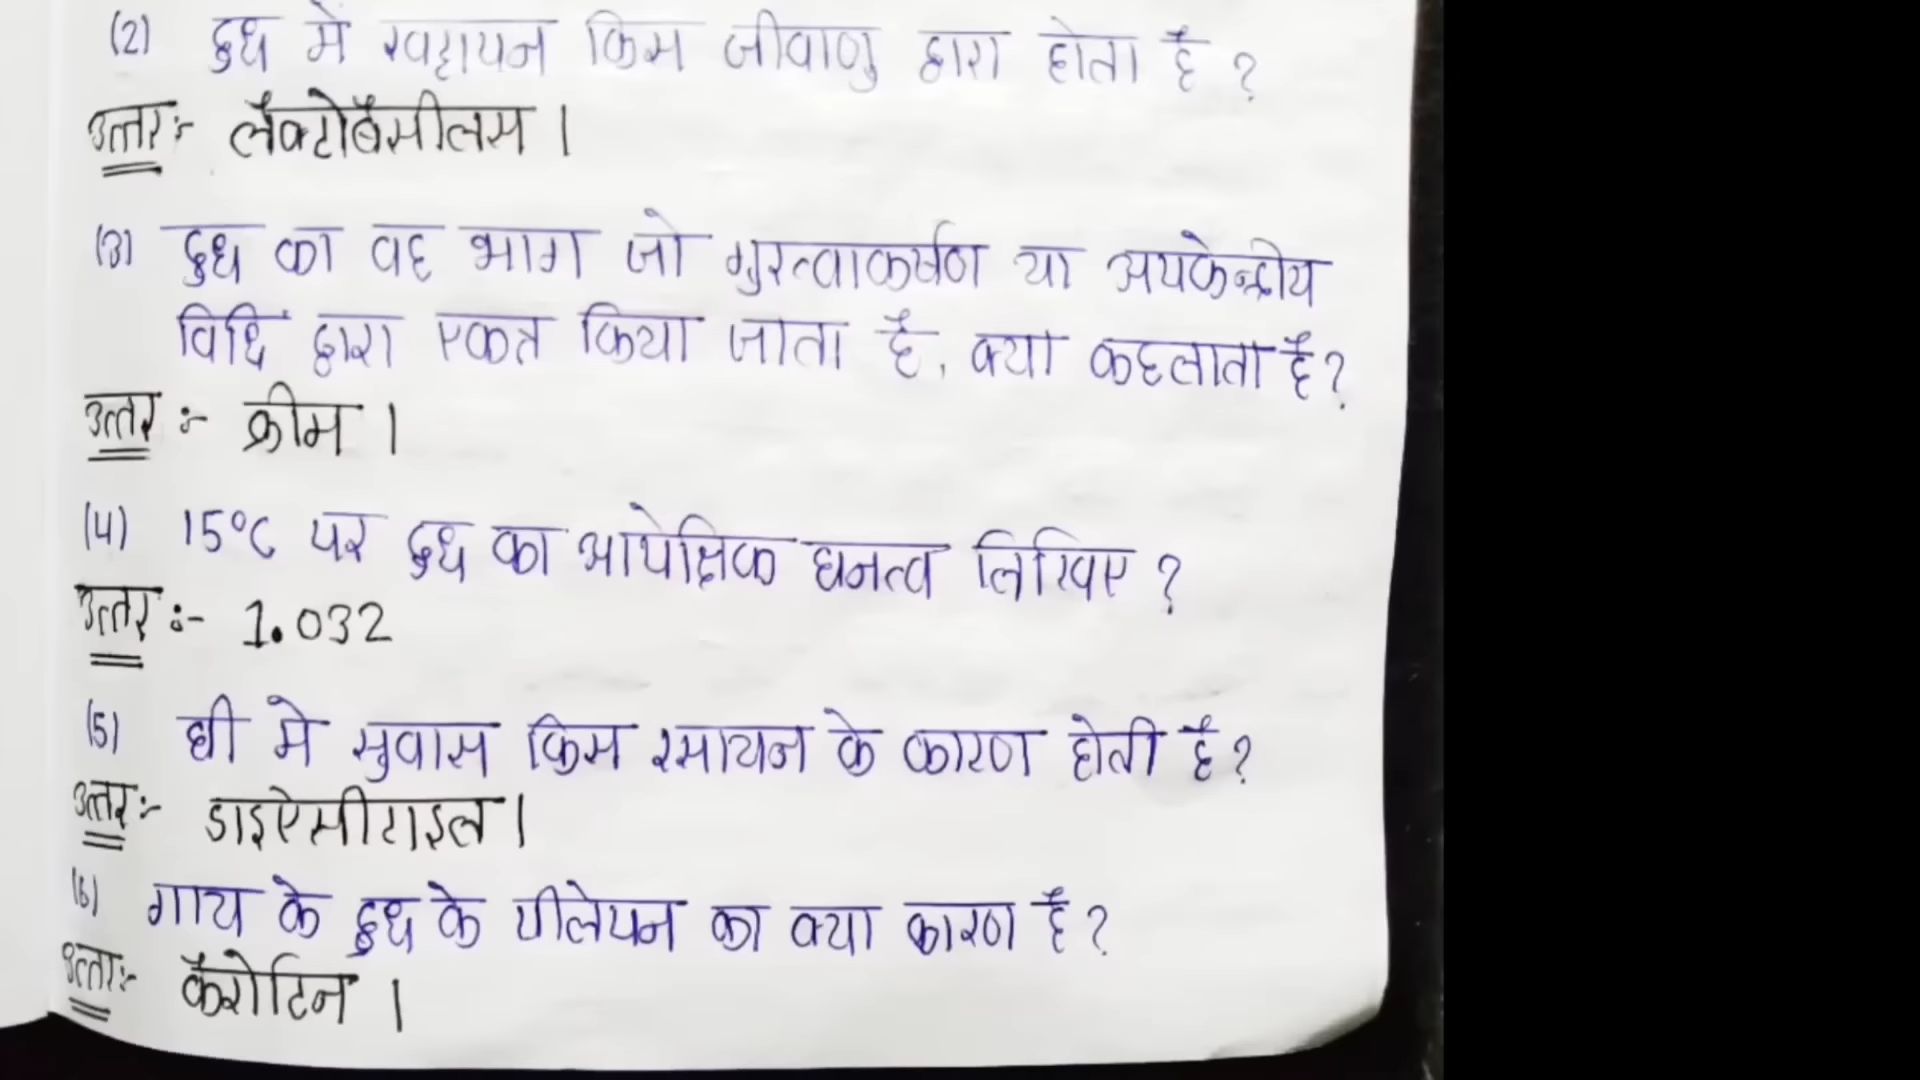 (2) दुध में खट्टापन किस जीवाणु द्वारा होता है ?
उत्तर:- लैक्टोबैसीलस ।
(3) दुध का वह भाग जो गुरुत्वाकर्षण या अपकेन्द्रीय
विधि द्वारा एकत्र किया जाता है, क्या कहलाता है?
उत्तर :- क्रीम ।
(4) 15°C पर दुध का आपेक्षिक घनत्व लिखिए ?
उत्तर :- 1.032
(5) घी मे सुवास किस रसायन के कारण होती है?
उत्तर:- डाइऐसीटाइल ।
(6) गाय के दुध के पीलेपन का क्या कारण है?
उत्तर:- कैरोटिन ।